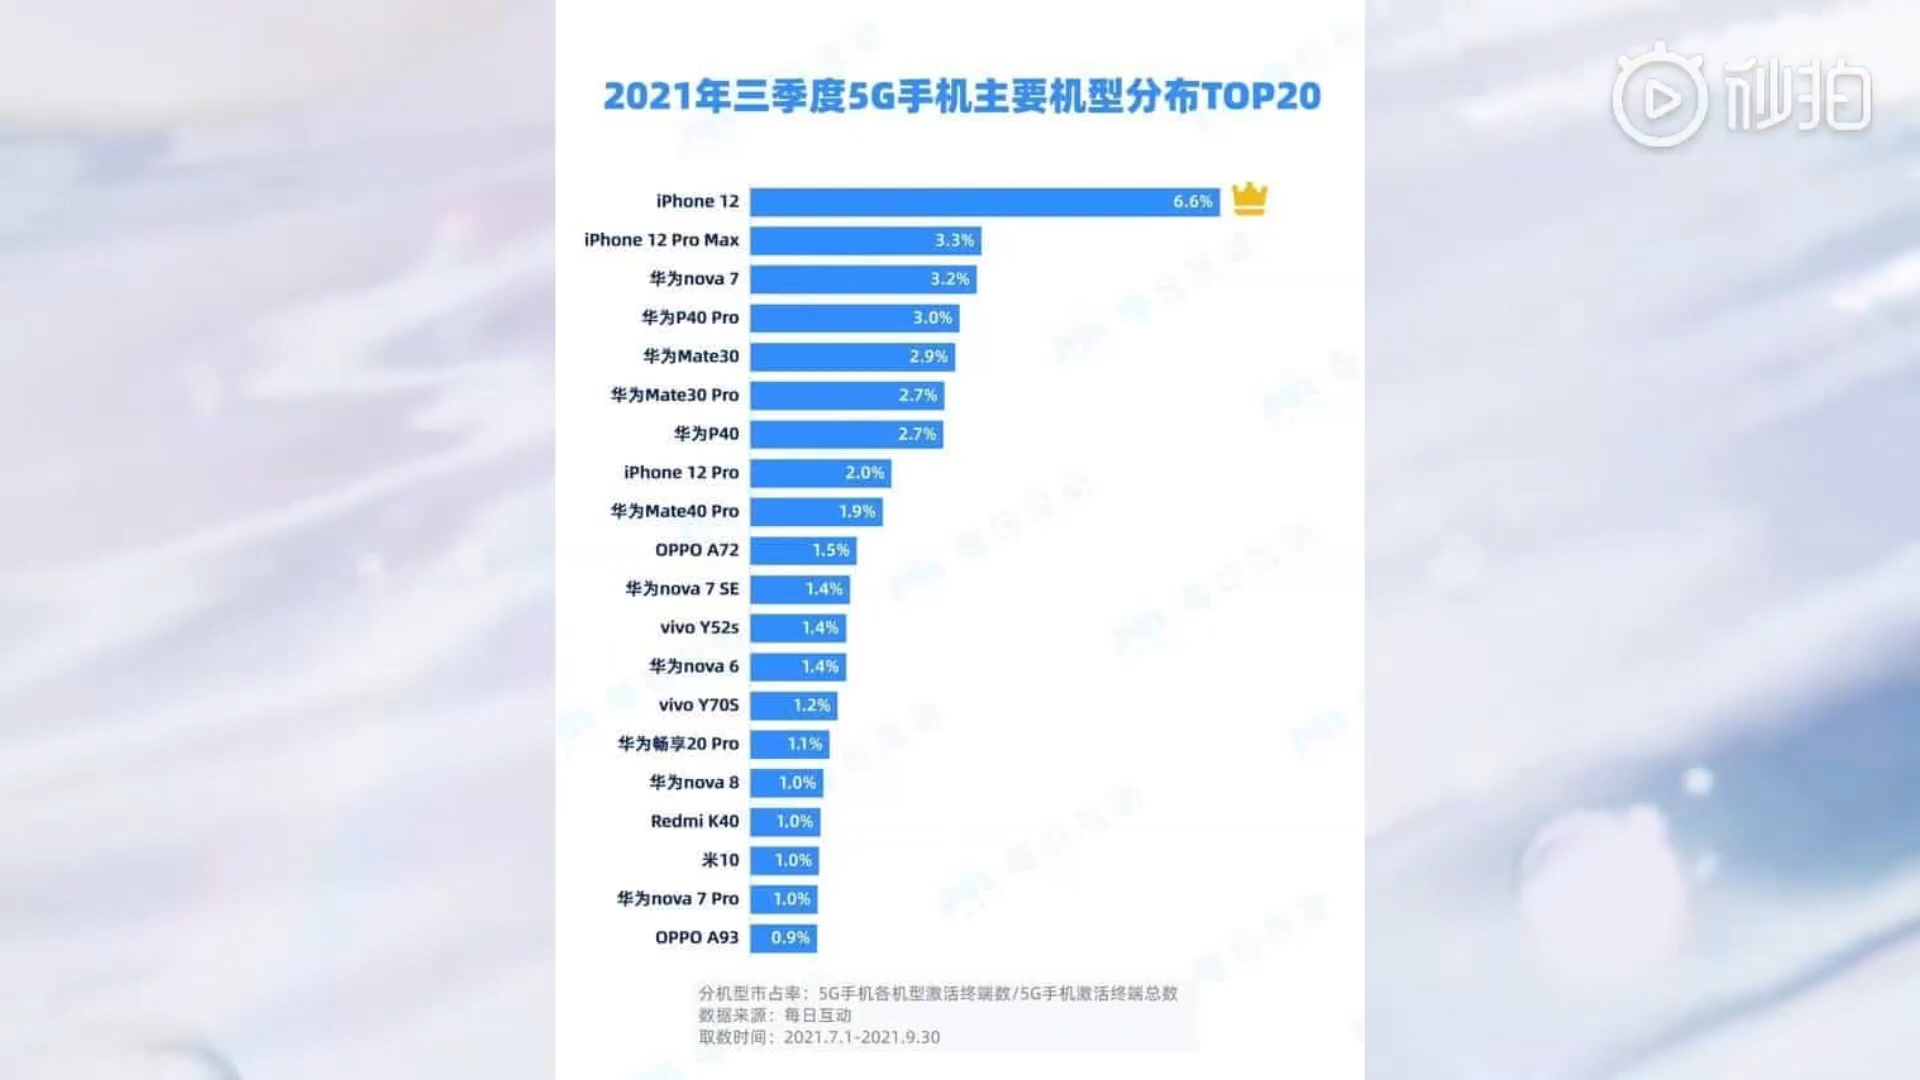 秒拍
2021年三季度5G手机主要机型分布TOP20
iPhone 12 6.6%
iPhone 12 Pro Max 3.3%
华为nova 7 3.2%
华为P40 Pro 3.0%
华为Mate30 2.9%
华为Mate30 Pro 2.7%
华为P40 2.7%
iPhone 12 Pro 2.0%
华为Mate40 Pro 1.9%
OPPO A72 1.5%
华为nova 7 SE 1.4%
vivo Y52s 1.4%
华为nova 6 1.4%
vivo Y70S 1.2%
华为畅享20 Pro 1.1%
华为nova 8 1.0%
Redmi K40 1.0%
米10 1.0%
华为nova 7 Pro 1.0%
OPPO A93 0.9%
分机型市占率：5G手机各机型激活终端数/5G手机激活终端总数
数据来源：每日互动
取数时间：2021.7.1-2021.9.30